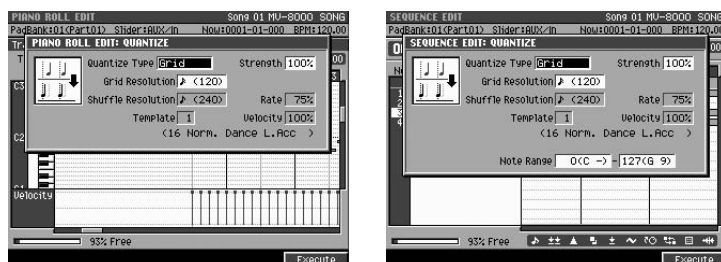 PIANO ROLL EDIT Song 01 MV-8000 SONG
PadBank:01(Part01) Slider:AUX/In Now:0001-01-000 BPM:120.00
PIANO ROLL EDIT: QUANTIZE
Quantize Type Grid Strength 100%
Grid Resolution ♪ (120)
Shuffle Resolution ♪ (240) Rate 75%
Template 1 Velocity 100%
(16 Norm. Dance L.Acc )
C3
C2
C1
Velocity
93% Free
Execute
SEQUENCE EDIT Song 01 MV-8000 SONG
PadBank:01(Part01) Slider:AUX/In Now:0001-01-000 BPM:120.00
SEQUENCE EDIT: QUANTIZE
Quantize Type Grid Strength 100%
Grid Resolution ♪ (120)
Shuffle Resolution ♪ (240) Rate 75%
Template 1 Velocity 100%
(16 Norm. Dance L.Acc )
Note Range 0(C -) - 127(G 9)
93% Free
Execute